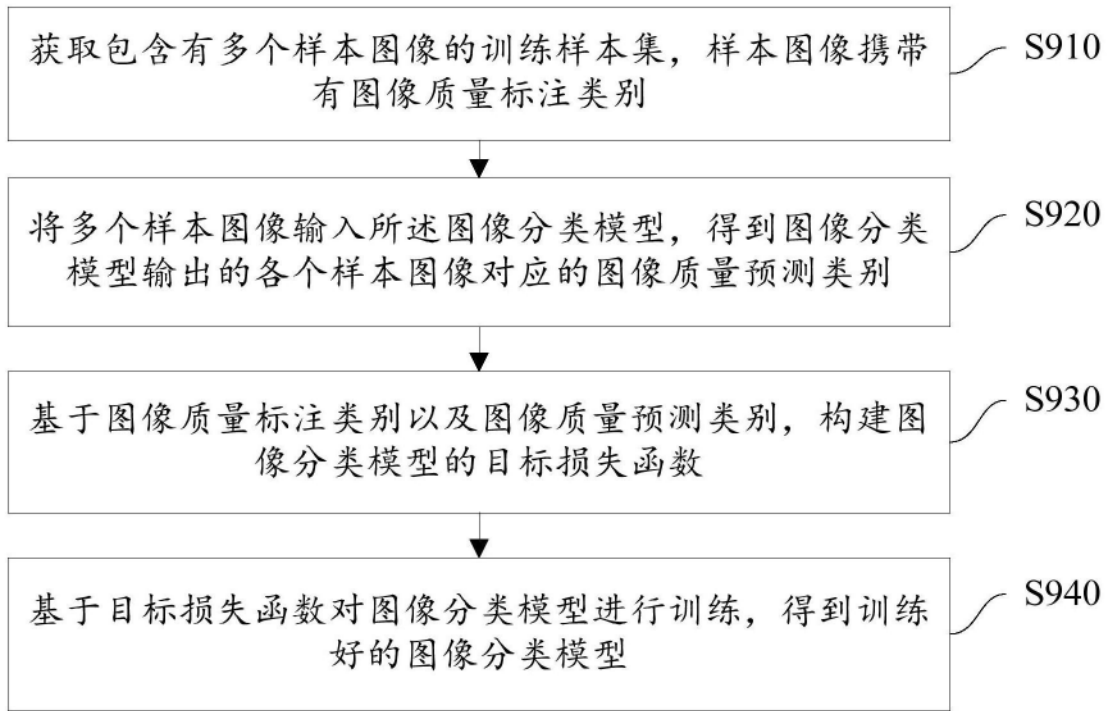 获取包含有多个样本图像的训练样本集，样本图像携带
有图像质量标注类别
S910
将多个样本图像输入所述图像分类模型，得到图像分类
模型输出的各个样本图像对应的图像质量预测类别
S920
基于图像质量标注类别以及图像质量预测类别，构建图
像分类模型的目标损失函数
S930
基于目标损失函数对图像分类模型进行训练，得到训练
好的图像分类模型
S940